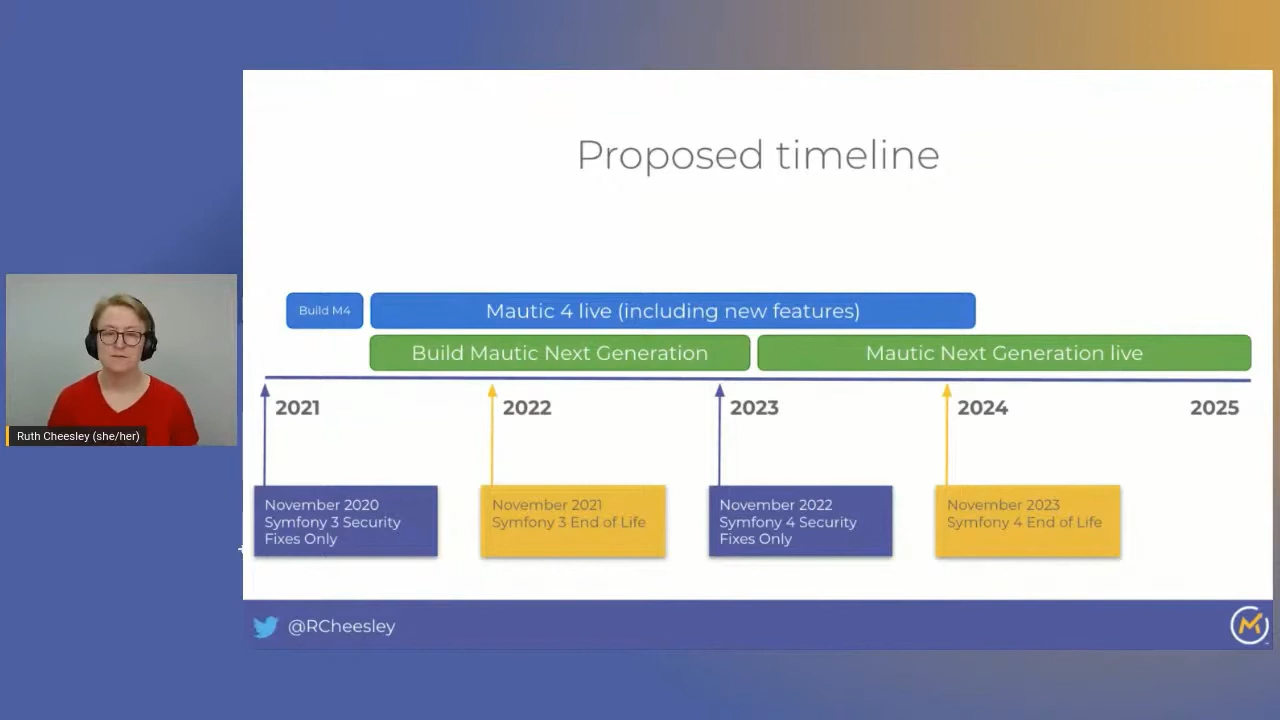 Proposed timeline
Build M4
Mautic 4 live (including new features)
Build Mautic Next Generation
Mautic Next Generation live
2021
2022
2023
2024
2025
November 2020
Symfony 3 Security
Fixes Only
November 2021
Symfony 3 End of Life
November 2022
Symfony 4 Security
Fixes Only
November 2023
Symfony 4 End of Life
Ruth Cheesley (she/her)
@RCheesley